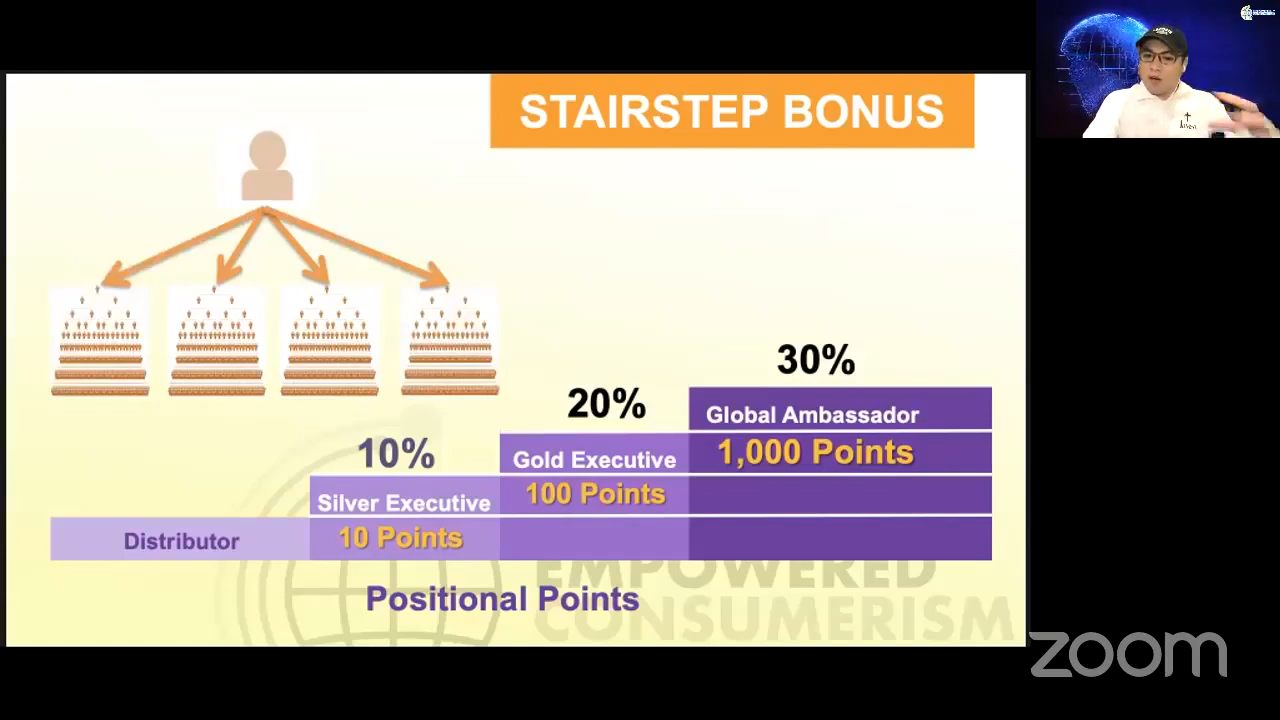 STAIRSTEP BONUS
30%
20%
Global Ambassador
10%
Gold Executive
1,000 Points
Silver Executive
100 Points
Distributor
10 Points
Positional Points
EMPOWERED
CONSUMERISM
zoom